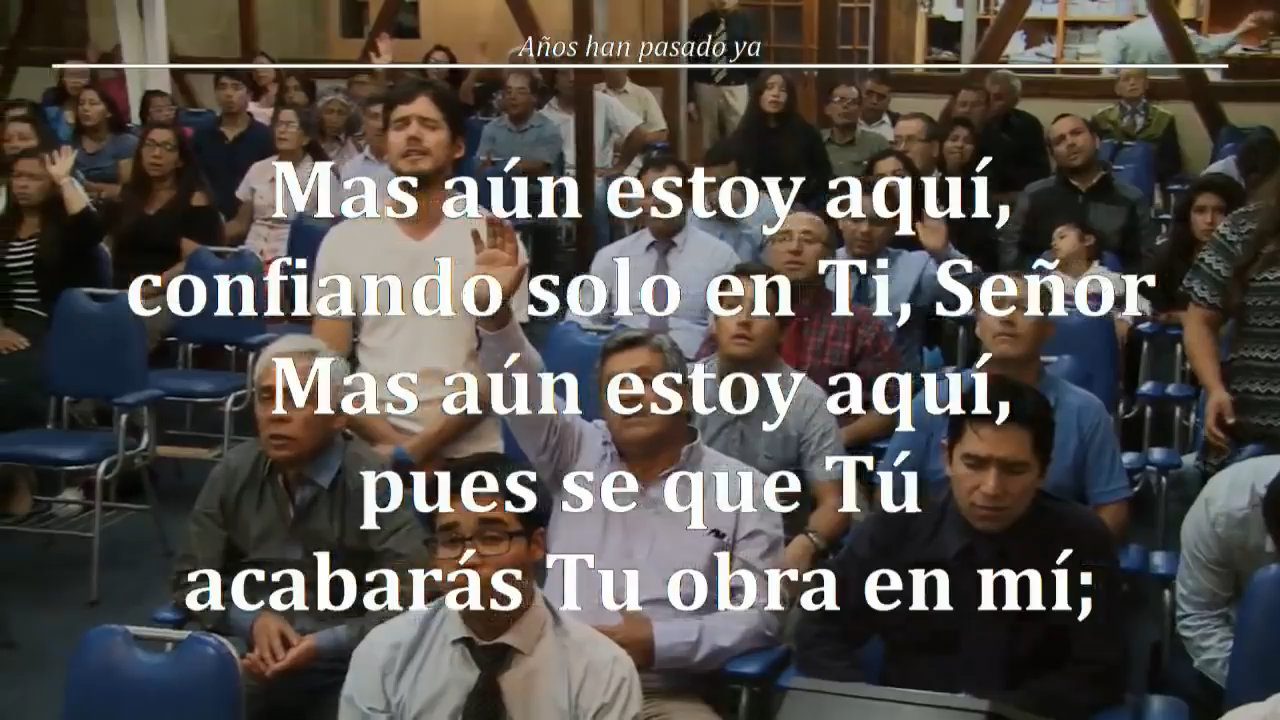 Años han pasado ya
Mas aún estoy aquí,
confiando solo en Ti, Señor
Mas aún estoy aquí,
pues se que Tú
acabarás Tu obra en mí;